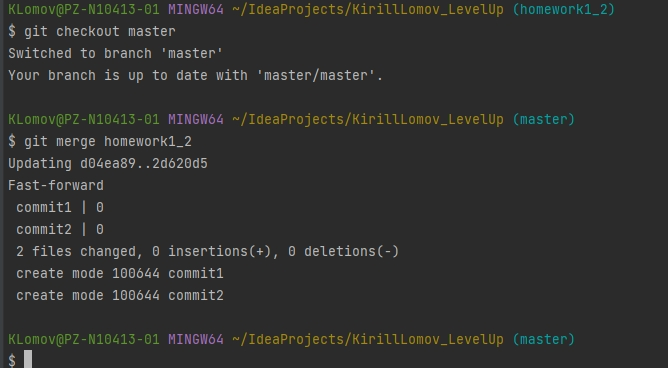 KLomov@PZ-N10413-01 MINGW64 ~/IdeaProjects/KirillLomov_LevelUp (homework1_2)
$ git checkout master
Switched to branch 'master'
Your branch is up to date with 'master/master'.
KLomov@PZ-N10413-01 MINGW64 ~/IdeaProjects/KirillLomov_LevelUp (master)
$ git merge homework1_2
Updating d04ea89..2d620d5
Fast-forward
commit1 | 0
commit2 | 0
2 files changed, 0 insertions(+), 0 deletions(-)
create mode 100644 commit1
create mode 100644 commit2
KLomov@PZ-N10413-01 MINGW64 ~/IdeaProjects/KirillLomov_LevelUp (master)
$